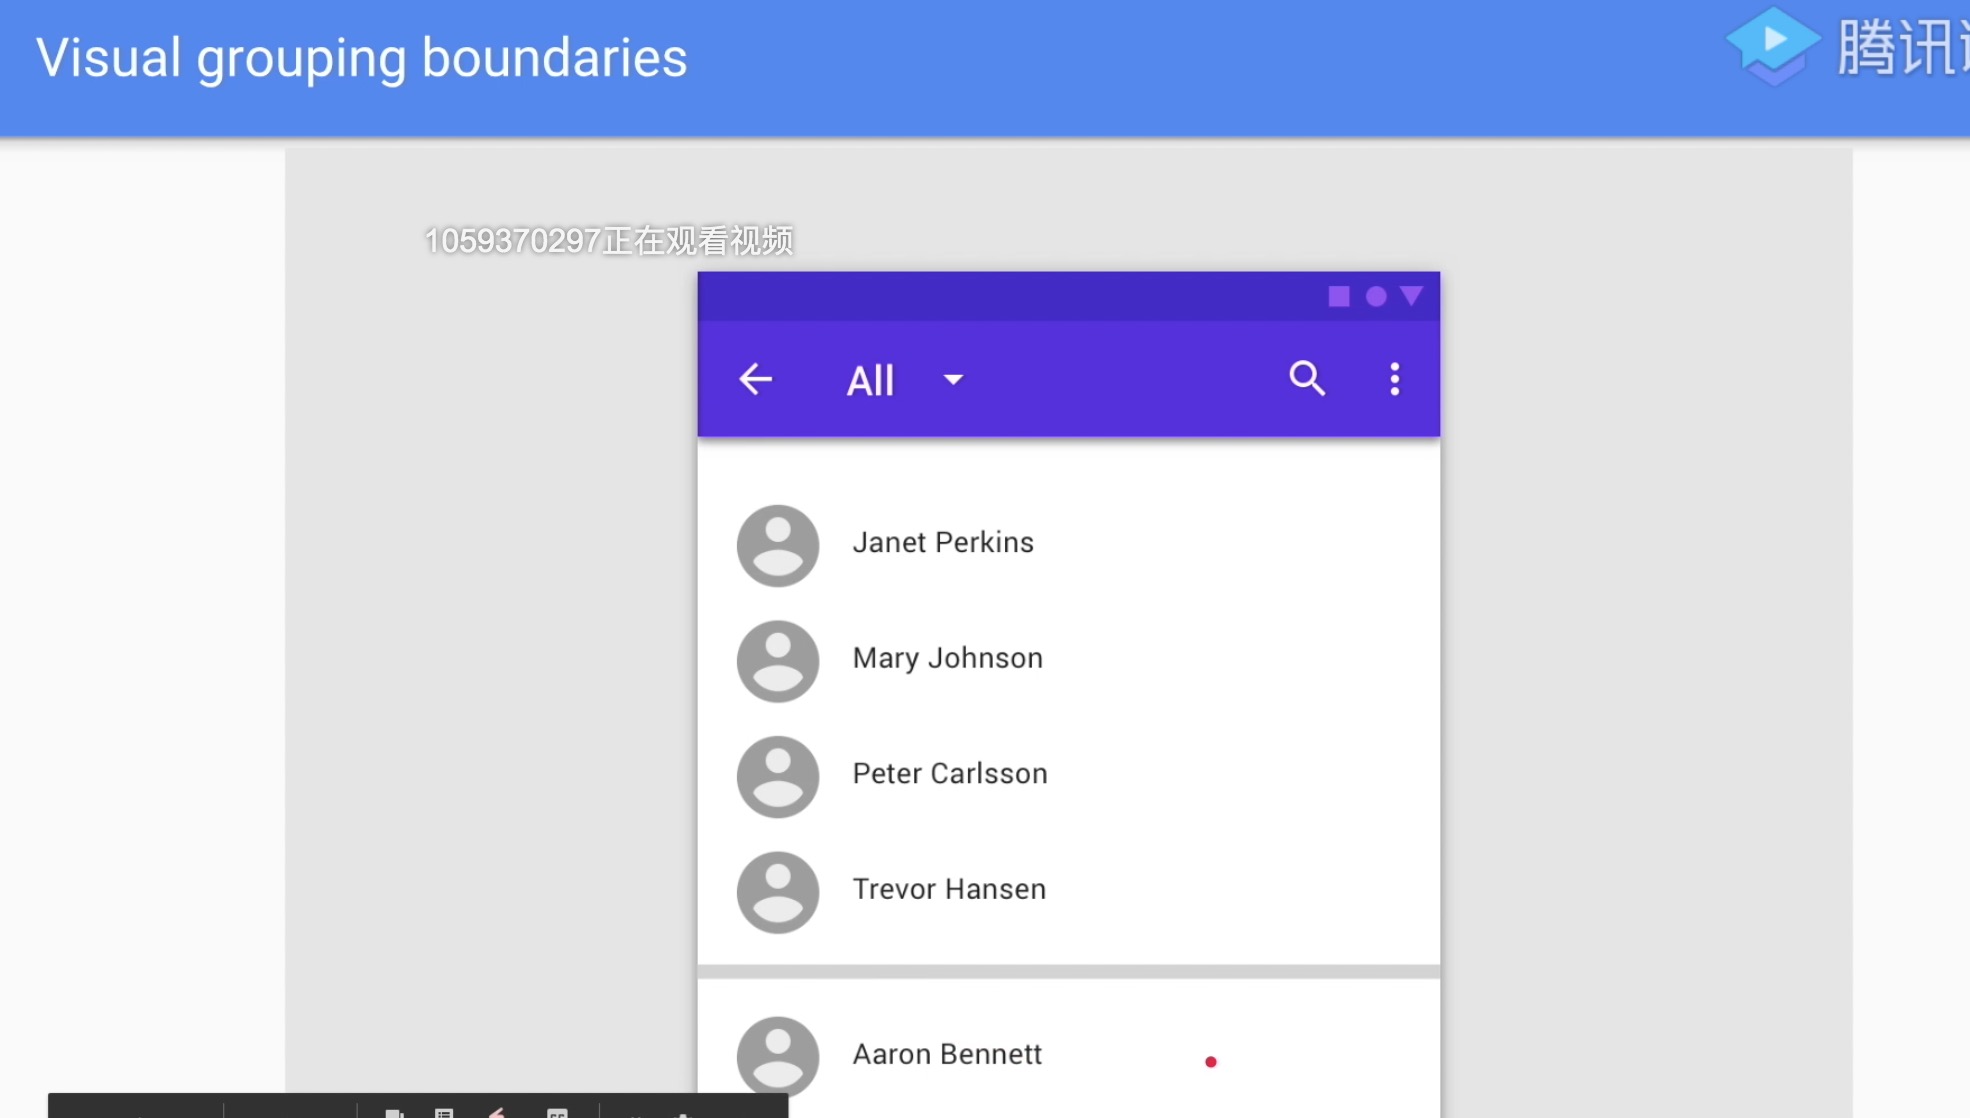 Visual grouping boundaries
腾讯
1059370297正在观看视频
All
Janet Perkins
Mary Johnson
Peter Carlsson
Trevor Hansen
Aaron Bennett